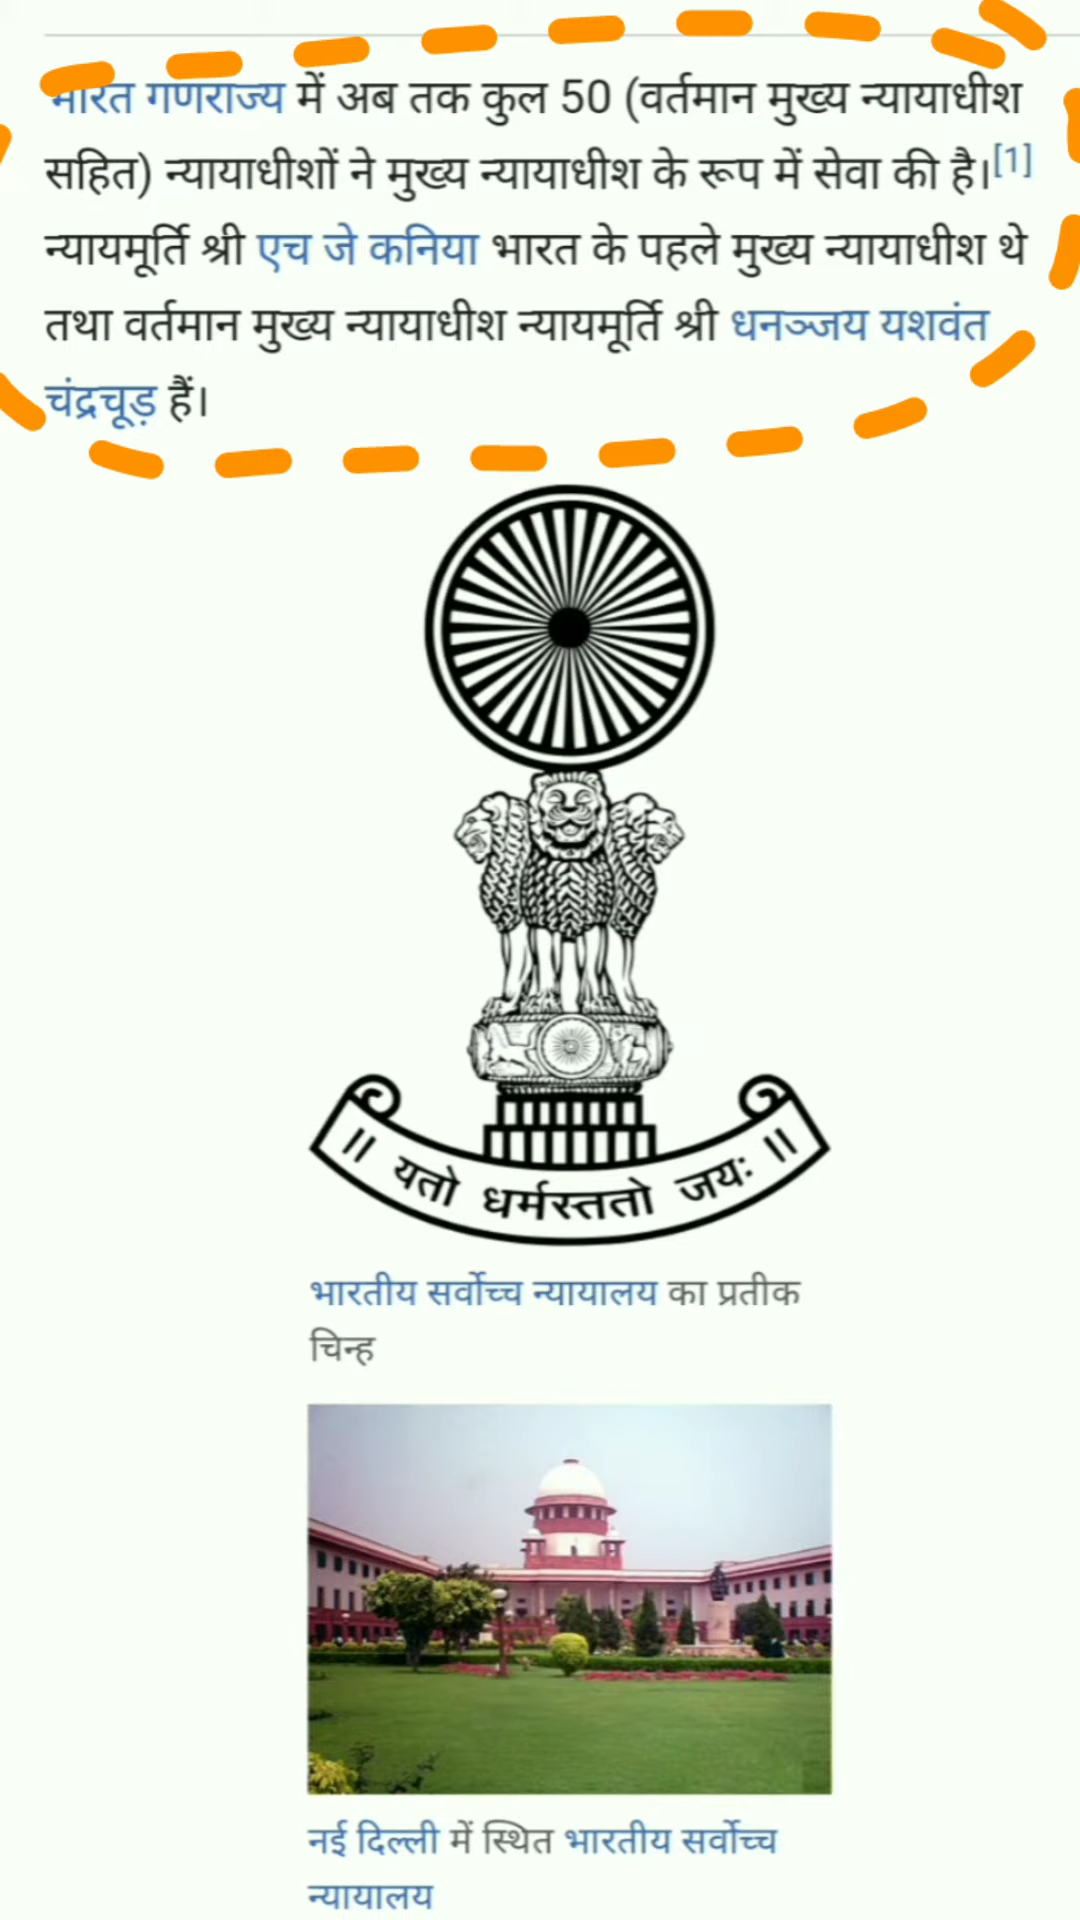 भारत गणराज्य में अब तक कुल 50 (वर्तमान मुख्य न्यायाधीश
सहित) न्यायाधीशों ने मुख्य न्यायाधीश के रूप में सेवा की है।[1]
न्यायमूर्ति श्री एच जे कनिया भारत के पहले मुख्य न्यायाधीश थे
तथा वर्तमान मुख्य न्यायाधीश न्यायमूर्ति श्री धनञ्जय यशवंत
चंद्रचूड़ हैं।
॥ यतो धर्मस्ततो जयः ॥
भारतीय सर्वोच्च न्यायालय का प्रतीक
चिन्ह
नई दिल्ली में स्थित भारतीय सर्वोच्च
न्यायालय